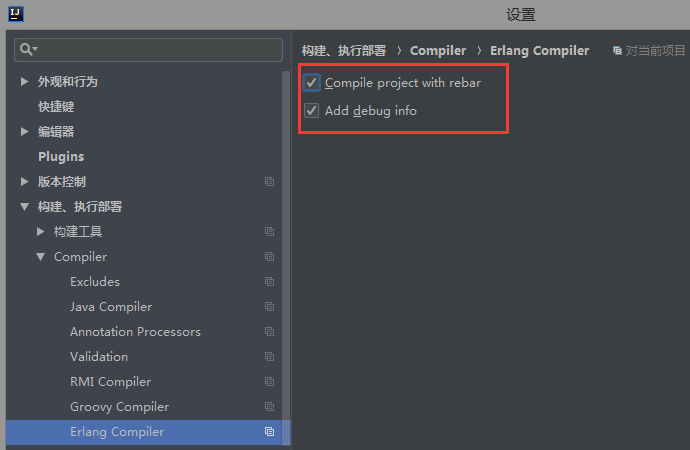 IJ
设置
外观和行为
快捷键
编辑器
Plugins
版本控制
构建、执行部署
构建工具
Compiler
Excludes
Java Compiler
Annotation Processors
Validation
RMI Compiler
Groovy Compiler
Erlang Compiler
构建、执行部署 › Compiler › Erlang Compiler 对当前项目
Compile project with rebar
Add debug info